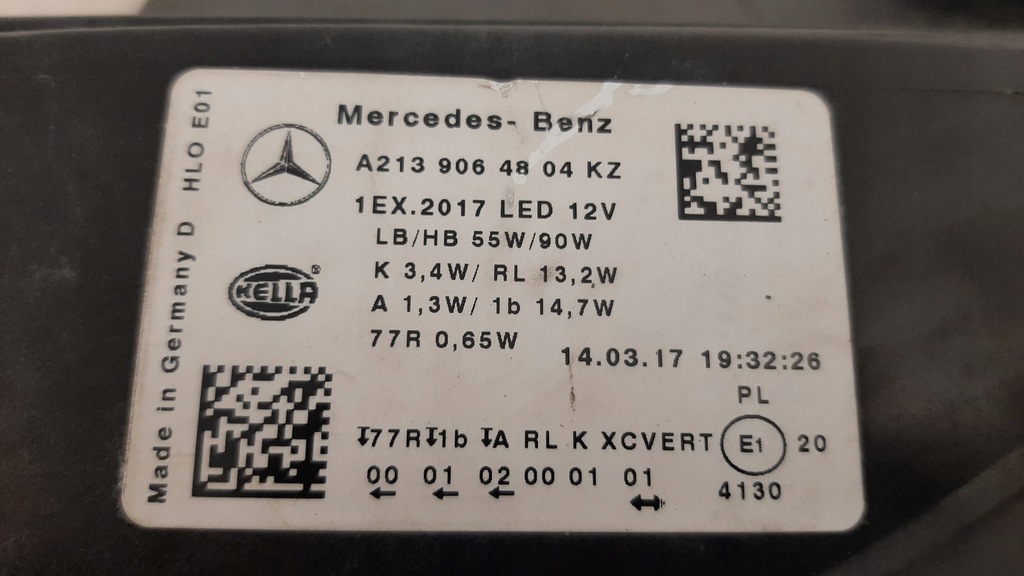 Mercedes-Benz
A213 906 48 04 KZ
1EX.2017 LED 12V
LB/HB 55W/90W
K 3,4W/ RL 13,2W
A 1,3W/ 1b 14,7W
77R 0,65W
14.03.17 19:32:26
PL
77R 1b A RL K XCVERT E1 20
00 01 02 00 01 01 4130
HELLA®
Made in Germany D HLO E01